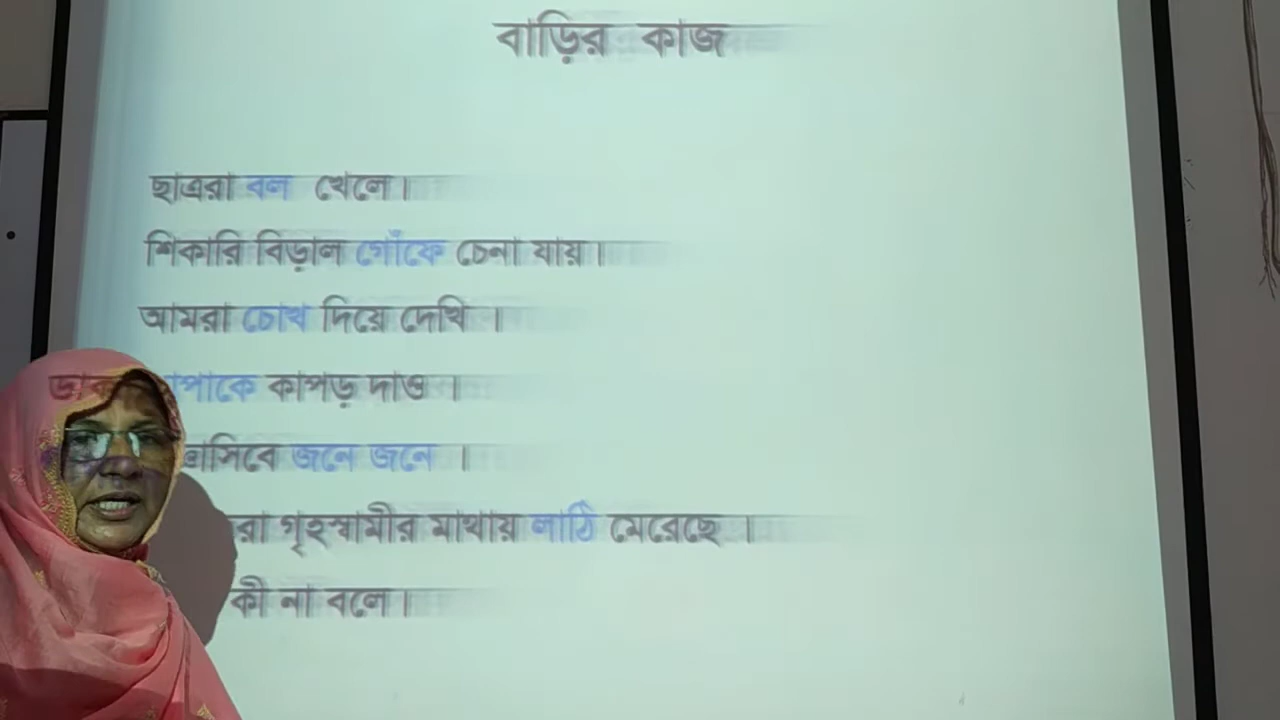 বাড়ির কাজ
ছাত্ররা বল খেলে।
শিকারি বিড়াল গোঁফে চেনা যায়।
আমরা চোখ দিয়ে দেখি ।
কাপড় দাও ।
জনে জনে ।
গৃহস্বামীর মাথায় লাঠি মেরেছে ।
কী না বলে।